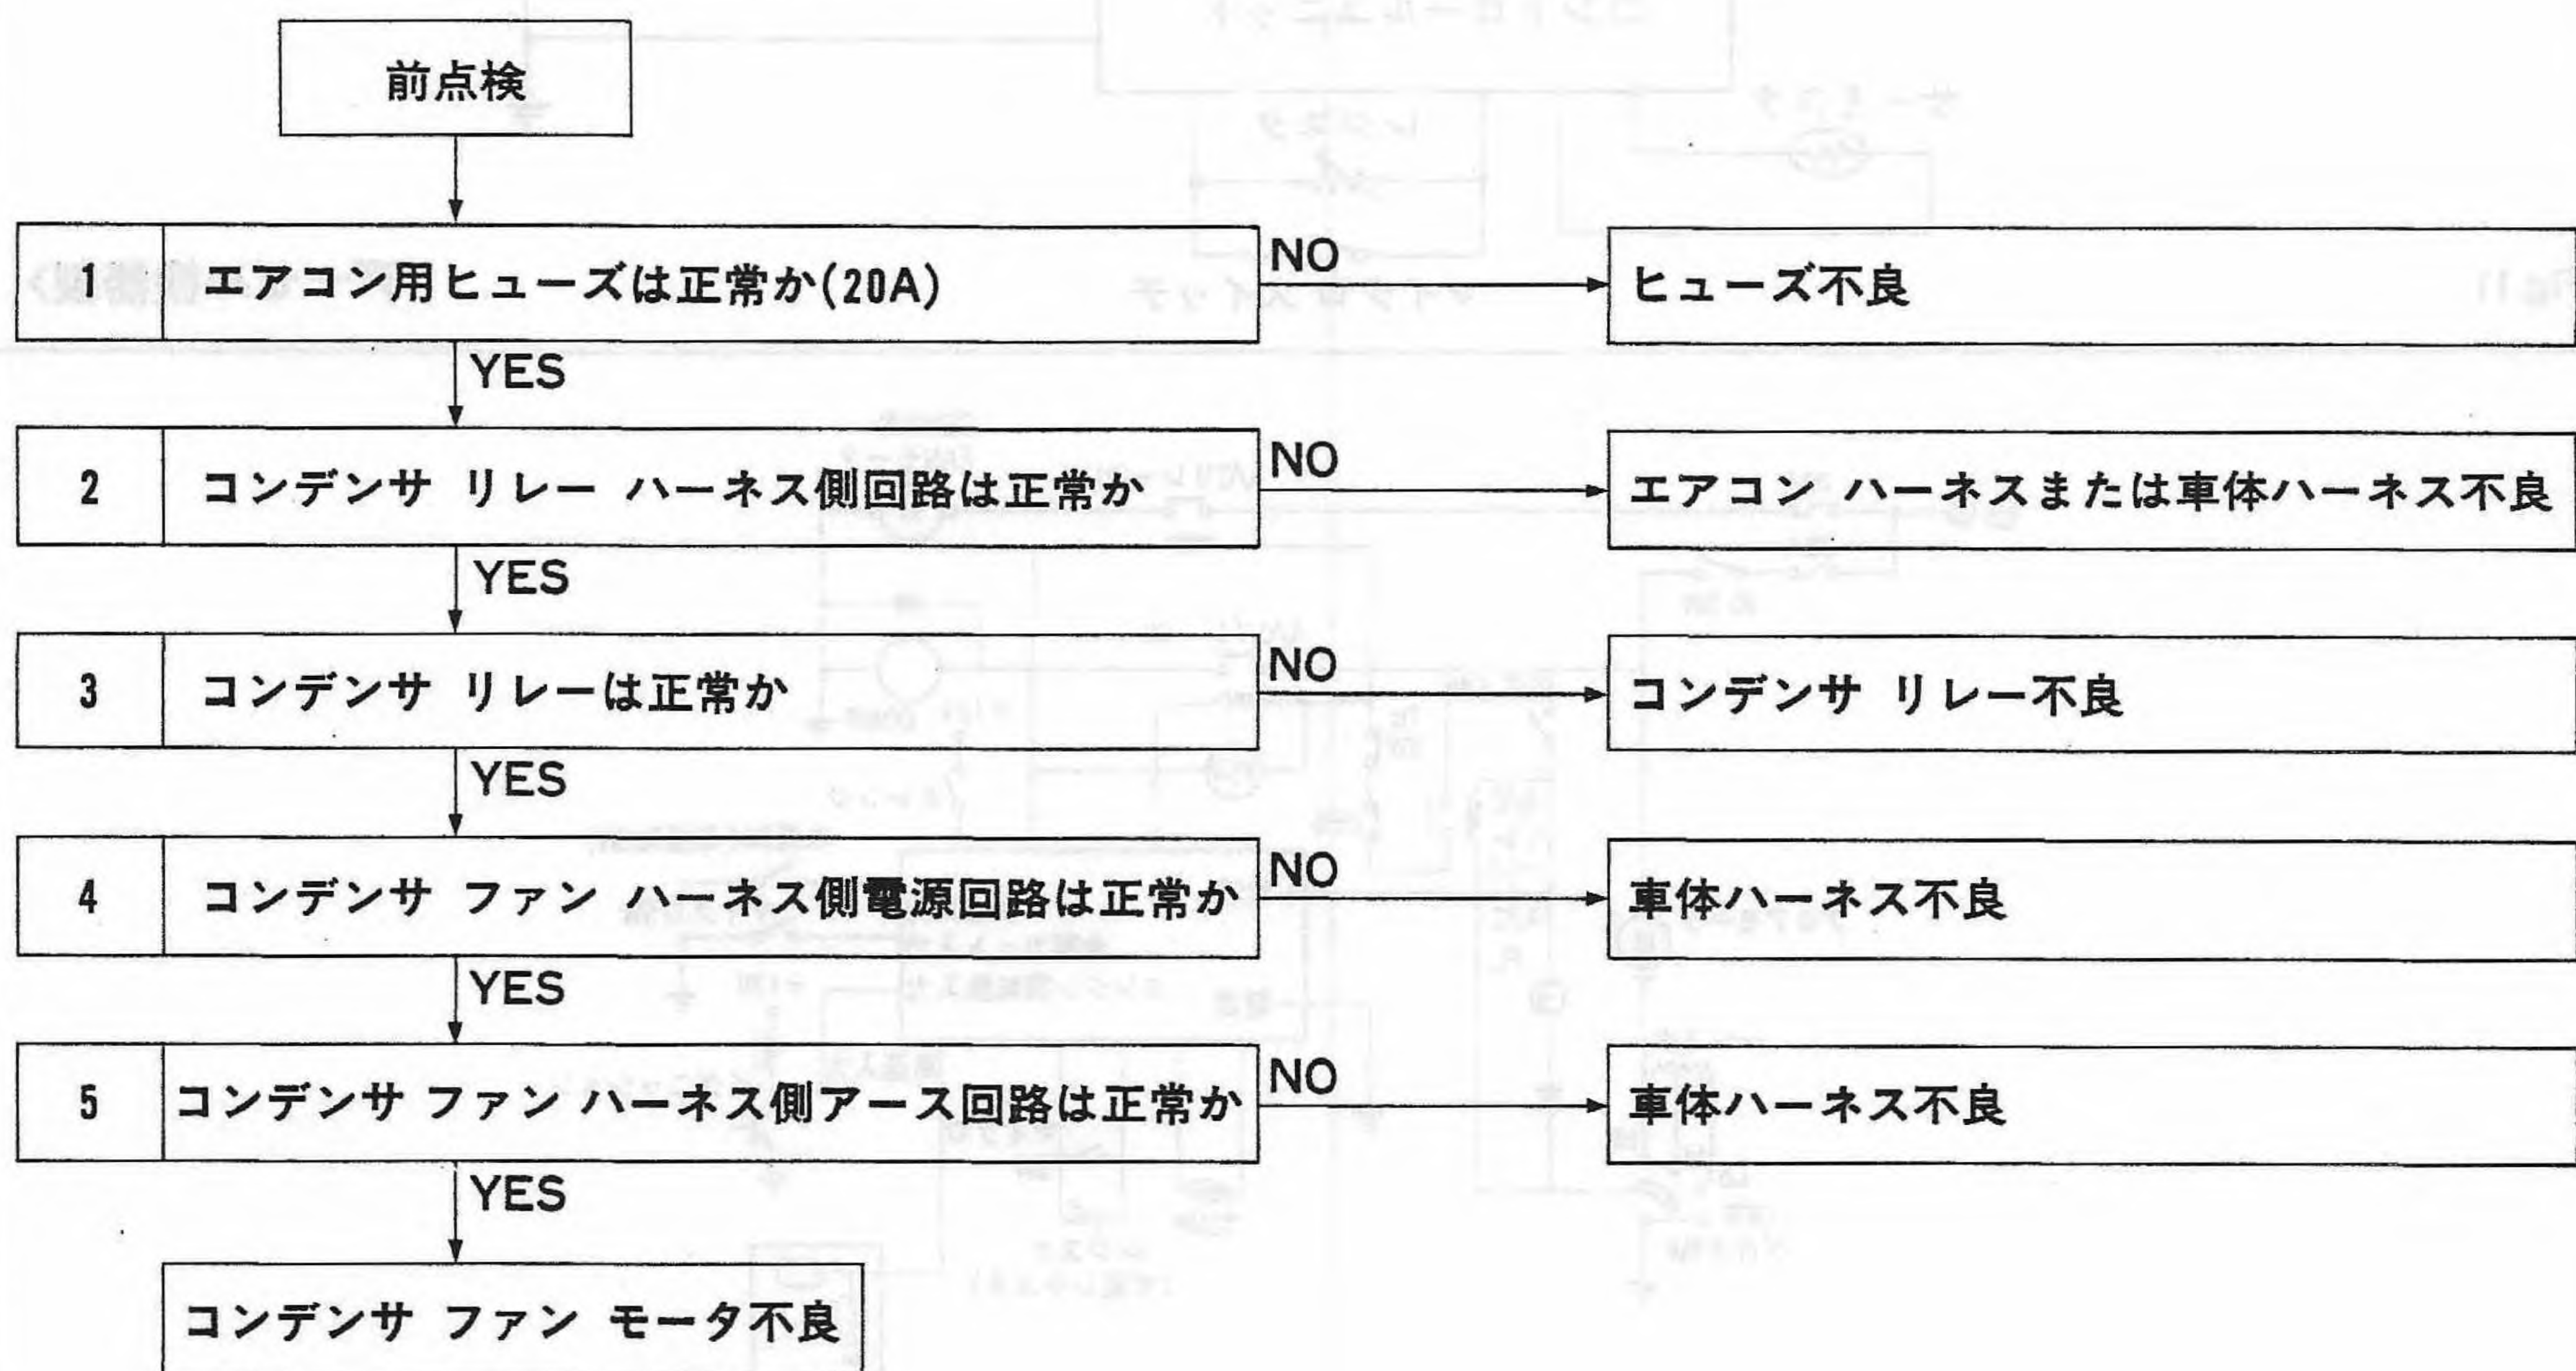 前点検
1 エアコン用ヒューズは正常か(20A)
NO
ヒューズ不良
YES
2 コンデンサ リレー ハーネス側回路は正常か
NO
エアコン ハーネスまたは車体ハーネス不良
YES
3 コンデンサ リレーは正常か
NO
コンデンサ リレー不良
YES
4 コンデンサ ファン ハーネス側電源回路は正常か
NO
車体ハーネス不良
YES
5 コンデンサ ファン ハーネス側アース回路は正常か
NO
車体ハーネス不良
YES
コンデンサ ファン モータ不良